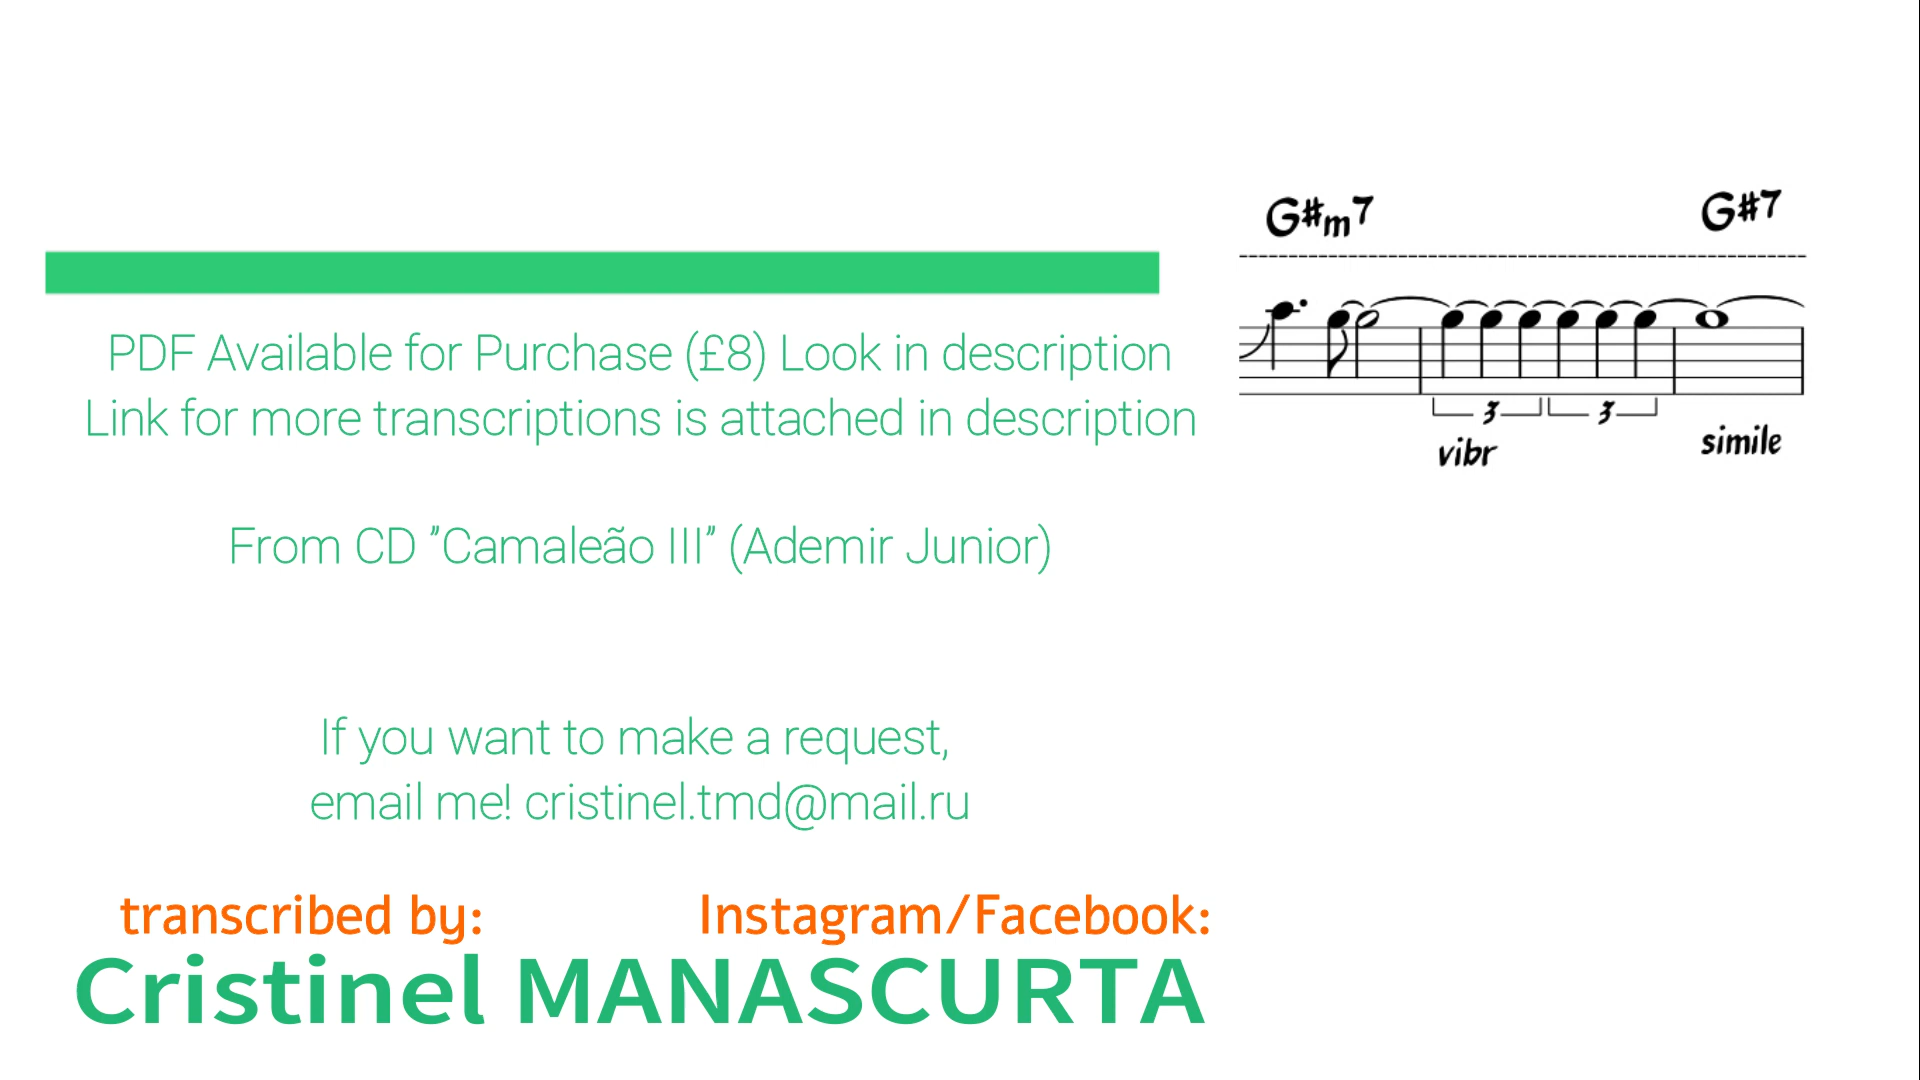 G#m7 G#7
PDF Available for Purchase (£8) Look in description
Link for more transcriptions is attached in description
3 3
vibr simile
From CD ”Camaleão III” (Ademir Junior)
If you want to make a request,
email me! cristinel.tmd@mail.ru
transcribed by: Instagram/Facebook:
Cristinel MANASCURTA